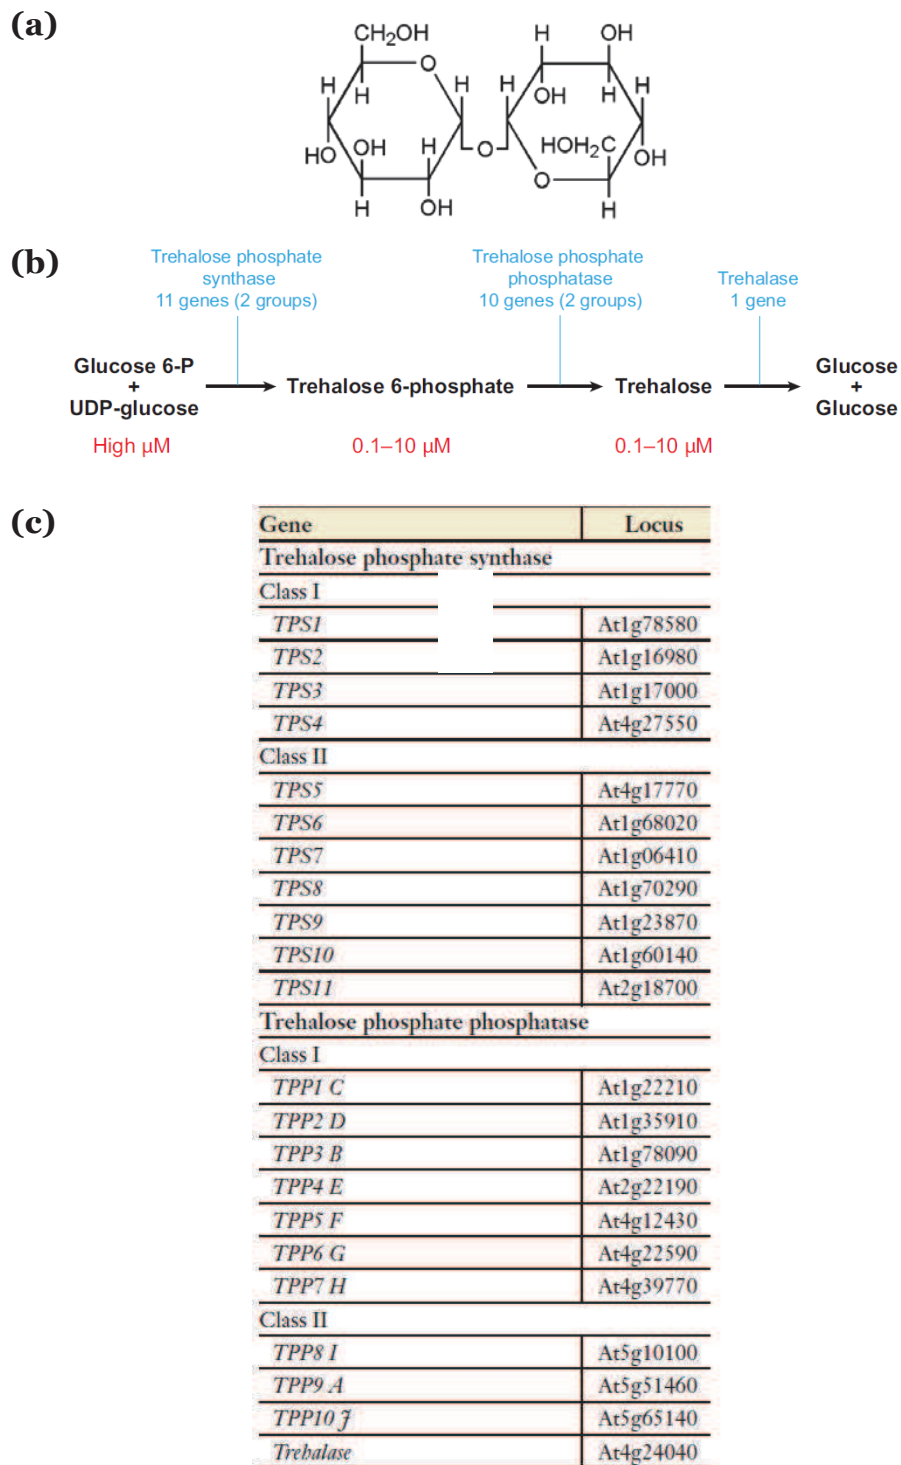 (a)
CH2OH
H
OH
O
H
H
H
H
OH
H
H
HO
OH
H
O
HOH2C
OH
O
H
OH
H
(b)
Trehalose phosphate
synthase
11 genes (2 groups)
Trehalose phosphate
phosphatase
10 genes (2 groups)
Trehalase
1 gene
Glucose 6-P
+
UDP-glucose
Trehalose 6-phosphate
Trehalose
Glucose
+
Glucose
High µM
0.1–10 µM
0.1–10 µM
(c)
Gene Locus
Trehalose phosphate synthase
Class I
TPS1 At1g78580
TPS2 At1g16980
TPS3 At1g17000
TPS4 At4g27550
Class II
TPS5 At4g17770
TPS6 At1g68020
TPS7 At1g06410
TPS8 At1g70290
TPS9 At1g23870
TPS10 At1g60140
TPS11 At2g18700
Trehalose phosphate phosphatase
Class I
TPP1 C At1g22210
TPP2 D At1g35910
TPP3 B At1g78090
TPP4 E At2g22190
TPP5 F At4g12430
TPP6 G At4g22590
TPP7 H At4g39770
Class II
TPP8 I At5g10100
TPP9 A At5g51460
TPP10 J At5g65140
Trehalase At4g24040